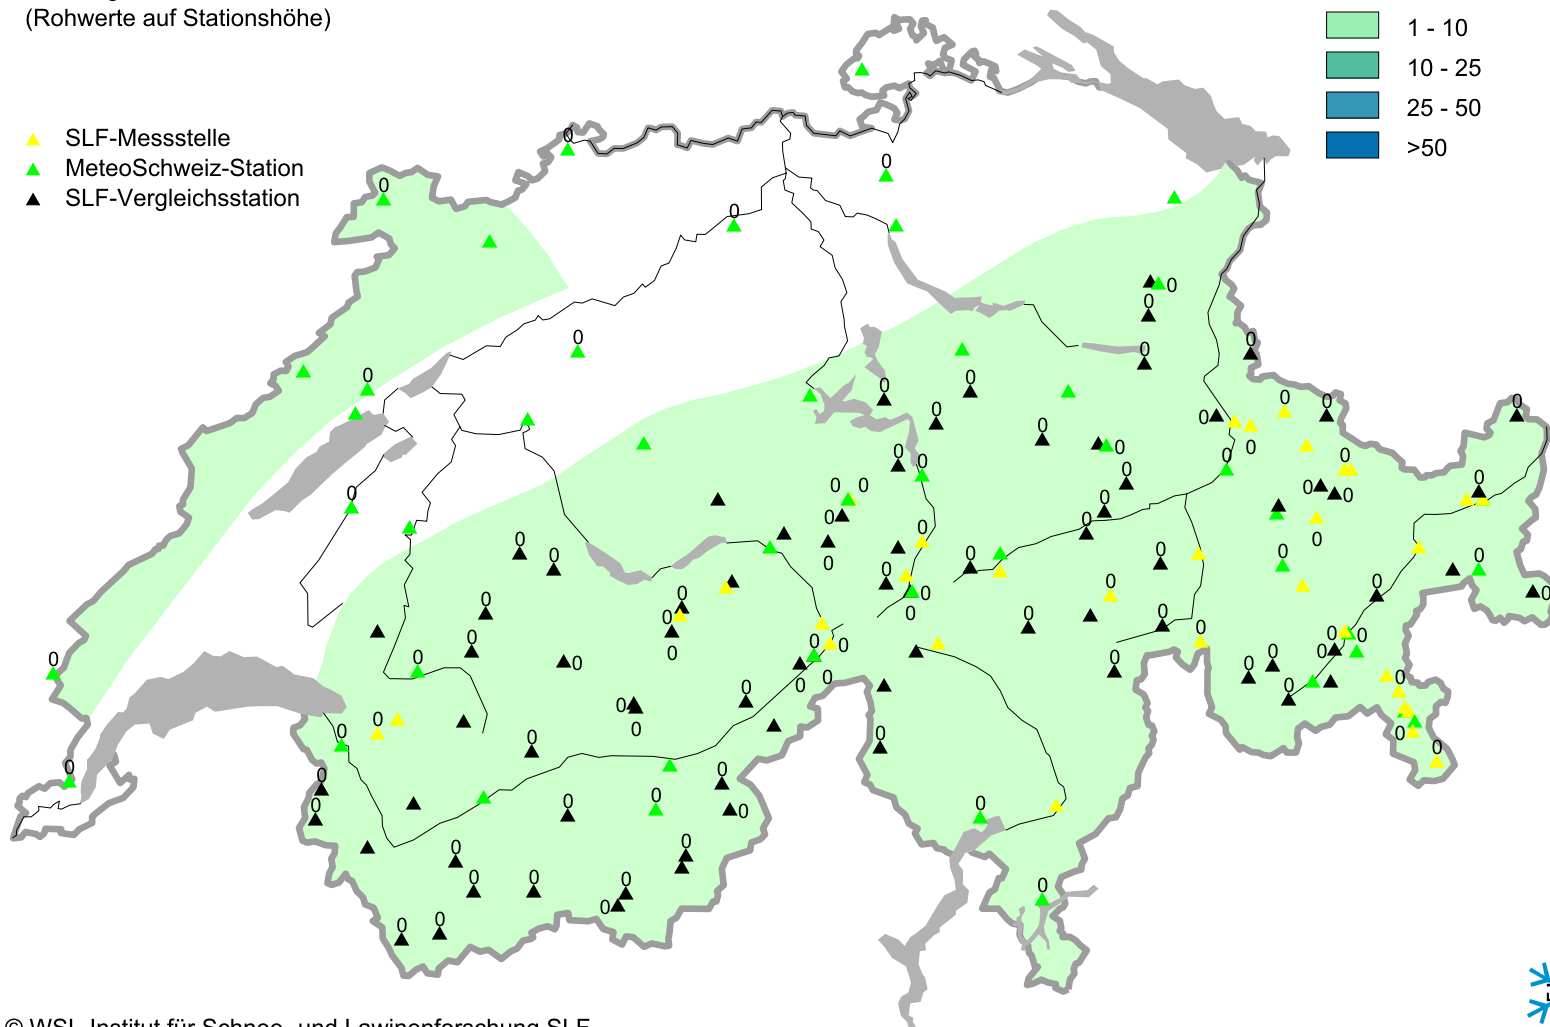 (Rohwerte auf Stationshöhe)
1 - 10
10 - 25
25 - 50
>50
SLF-Messstelle
MeteoSchweiz-Station
SLF-Vergleichsstation
© WSL-Institut für Schnee- und Lawinenforschung SLF